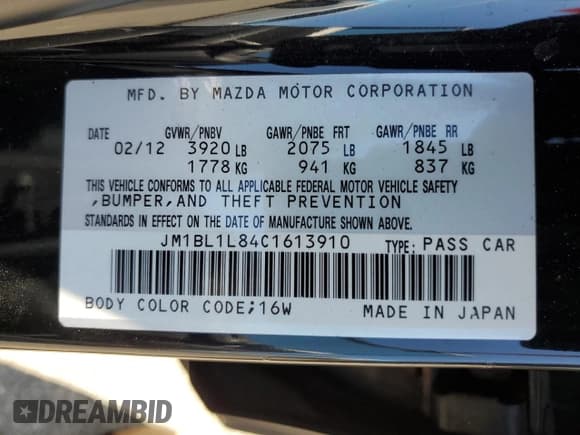 MFD. BY MAZDA MOTOR CORPORATION
DATE GVWR/PNBV GAWR/PNBE FRT GAWR/PNBE RR
02/12 3920 LB 2075 LB 1845 LB
1778 KG 941 KG 837 KG
THIS VEHICLE CONFORMS TO ALL APPLICABLE FEDERAL MOTOR VEHICLE SAFETY
,BUMPER,AND THEFT PREVENTION
STANDARDS IN EFFECT ON THE DATE OF MANUFACTURE SHOWN ABOVE.
JM1BL1L84C1613910 TYPE: PASS CAR
BODY COLOR CODE;16W MADE IN JAPAN
DREAMBID